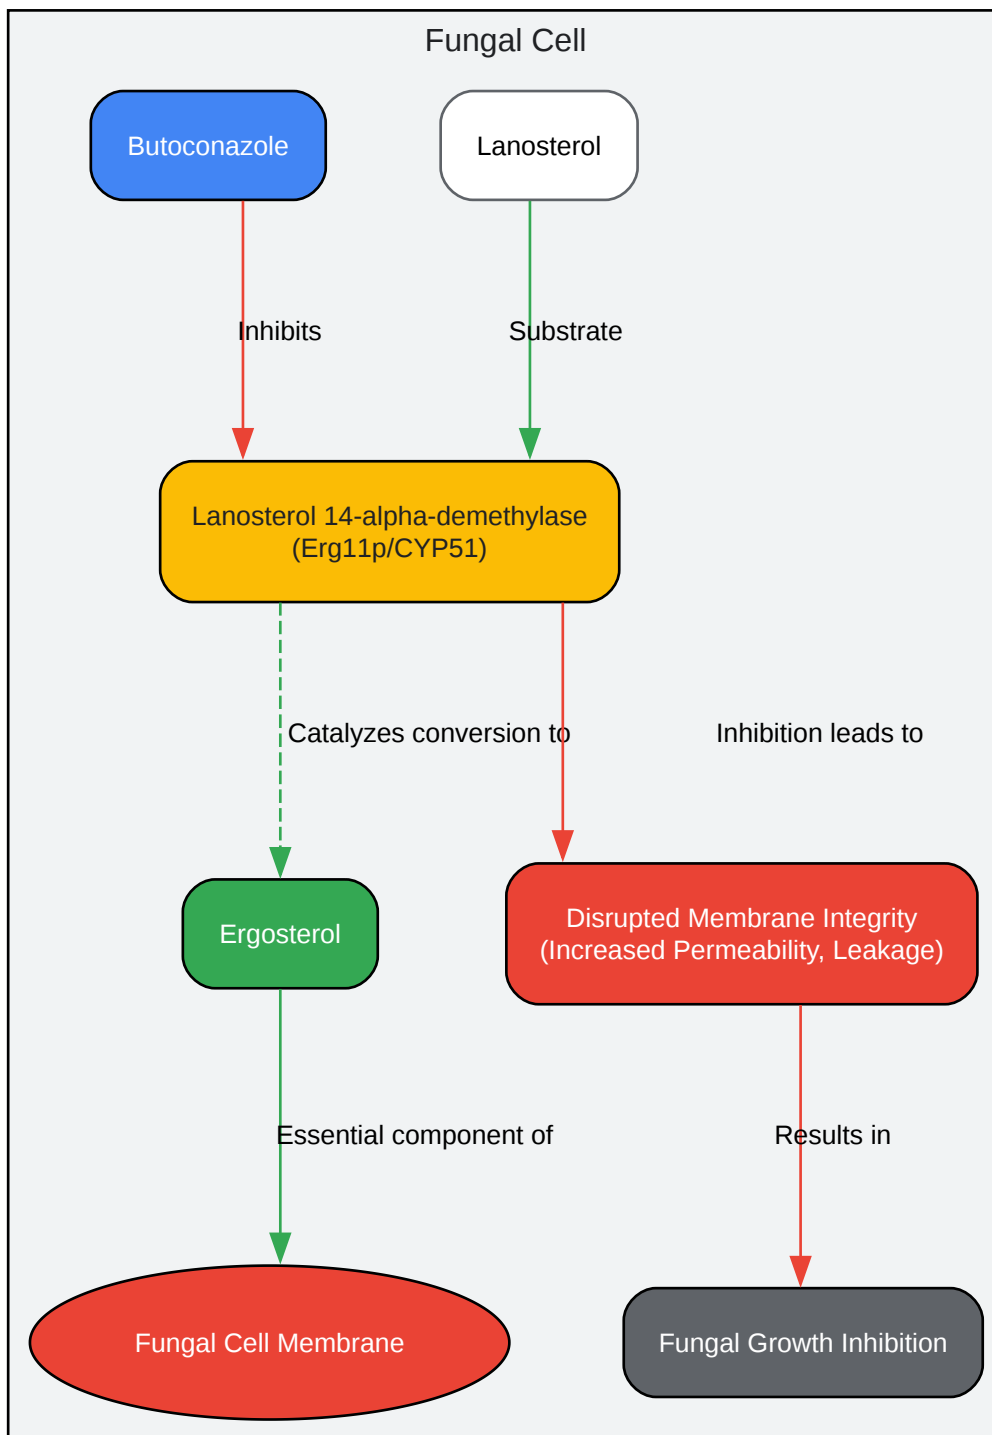 Fungal Cell
Butoconazole
Lanosterol
Inhibits
Substrate
Lanosterol 14-alpha-demethylase
(Erg11p/CYP51)
Catalyzes conversion to
Inhibition leads to
Ergosterol
Disrupted Membrane Integrity
(Increased Permeability, Leakage)
Essential component of
Results in
Fungal Cell Membrane
Fungal Growth Inhibition